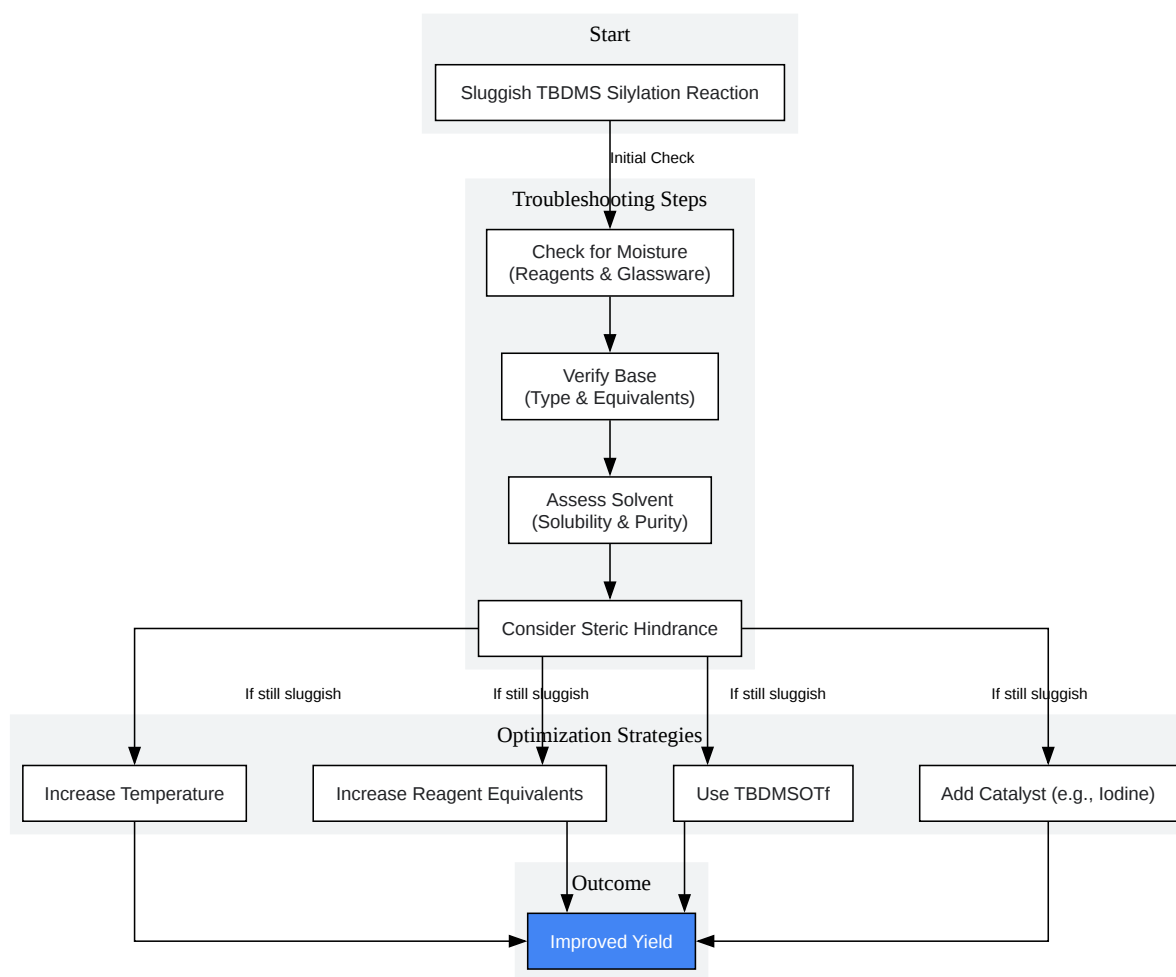 Start
Sluggish TBDMS Silylation Reaction
Initial Check
Troubleshooting Steps
Check for Moisture
(Reagents & Glassware)
Verify Base
(Type & Equivalents)
Assess Solvent
(Solubility & Purity)
Consider Steric Hindrance
If still sluggish
If still sluggish
If still sluggish
If still sluggish
Optimization Strategies
Increase Temperature
Increase Reagent Equivalents
Use TBDMSOTf
Add Catalyst (e.g., Iodine)
Outcome
Improved Yield